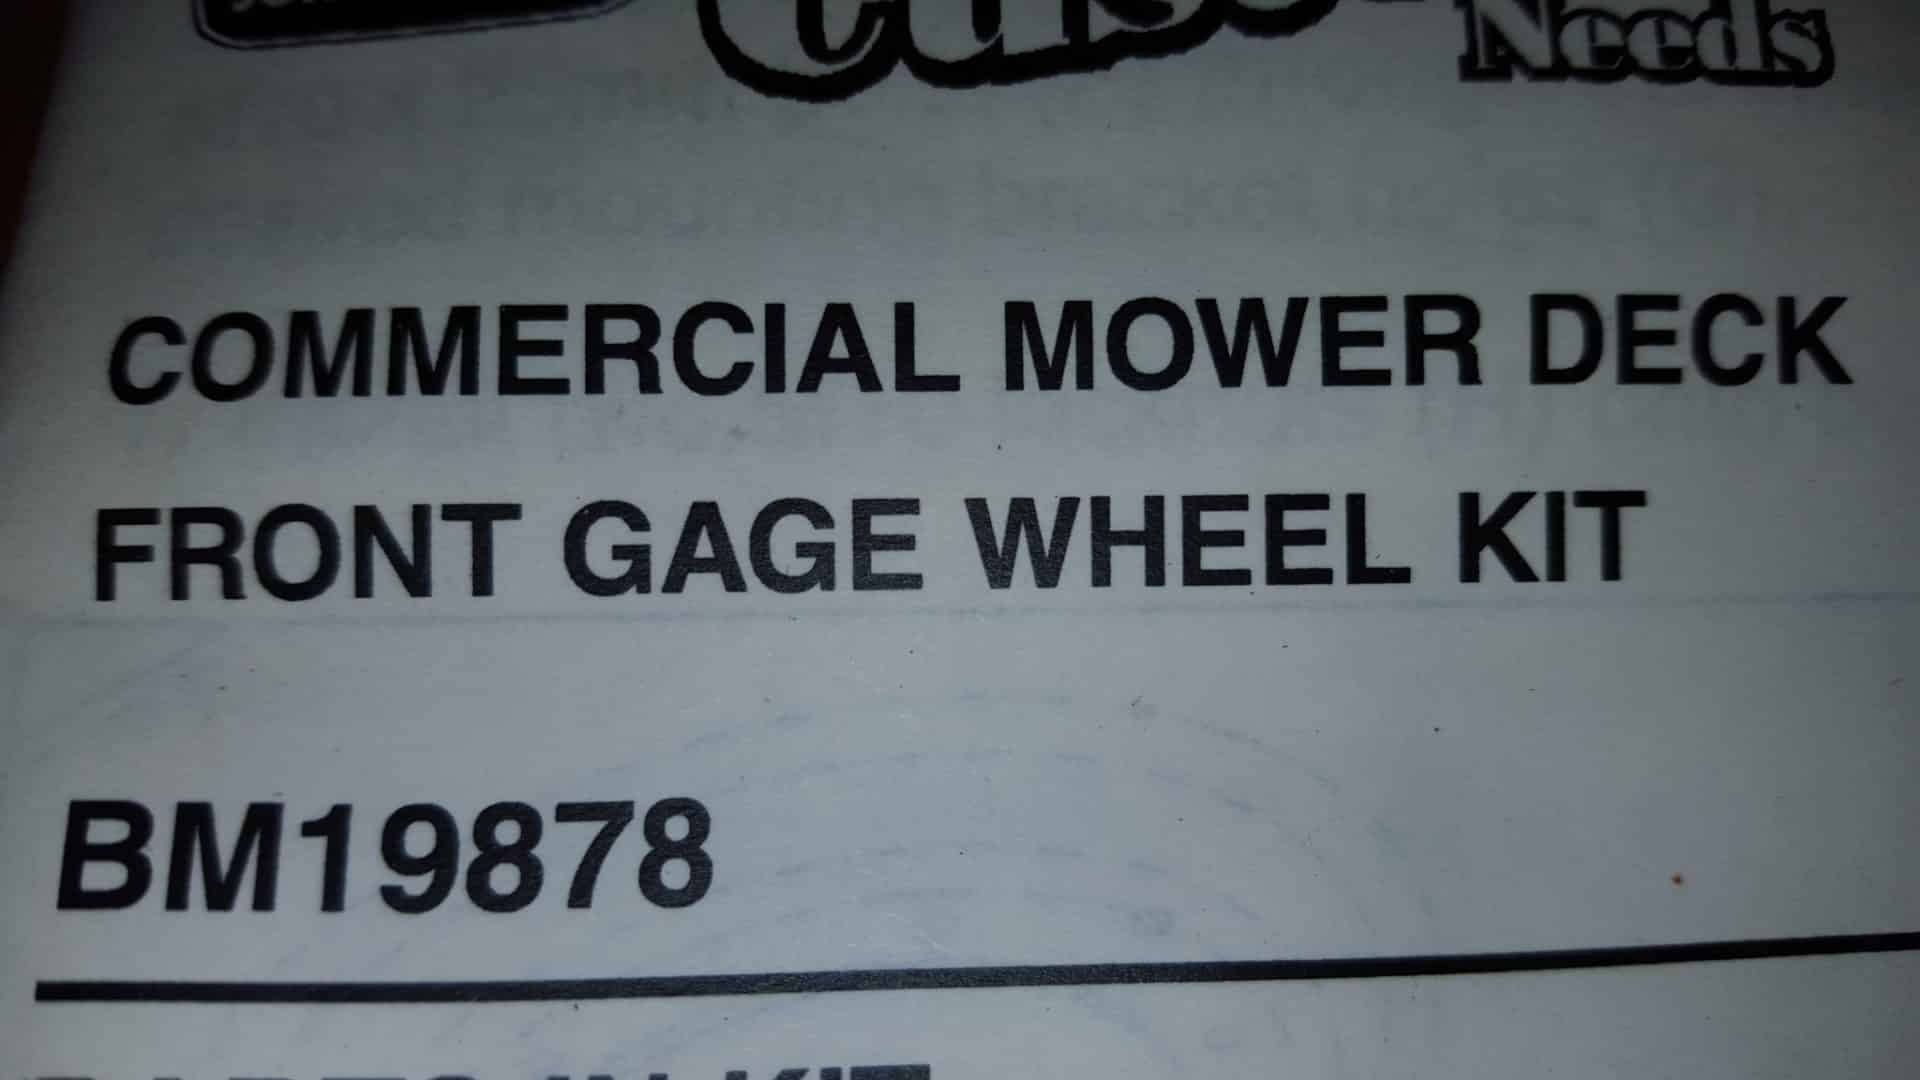 Needs
COMMERCIAL MOWER DECK
FRONT GAGE WHEEL KIT
BM19878